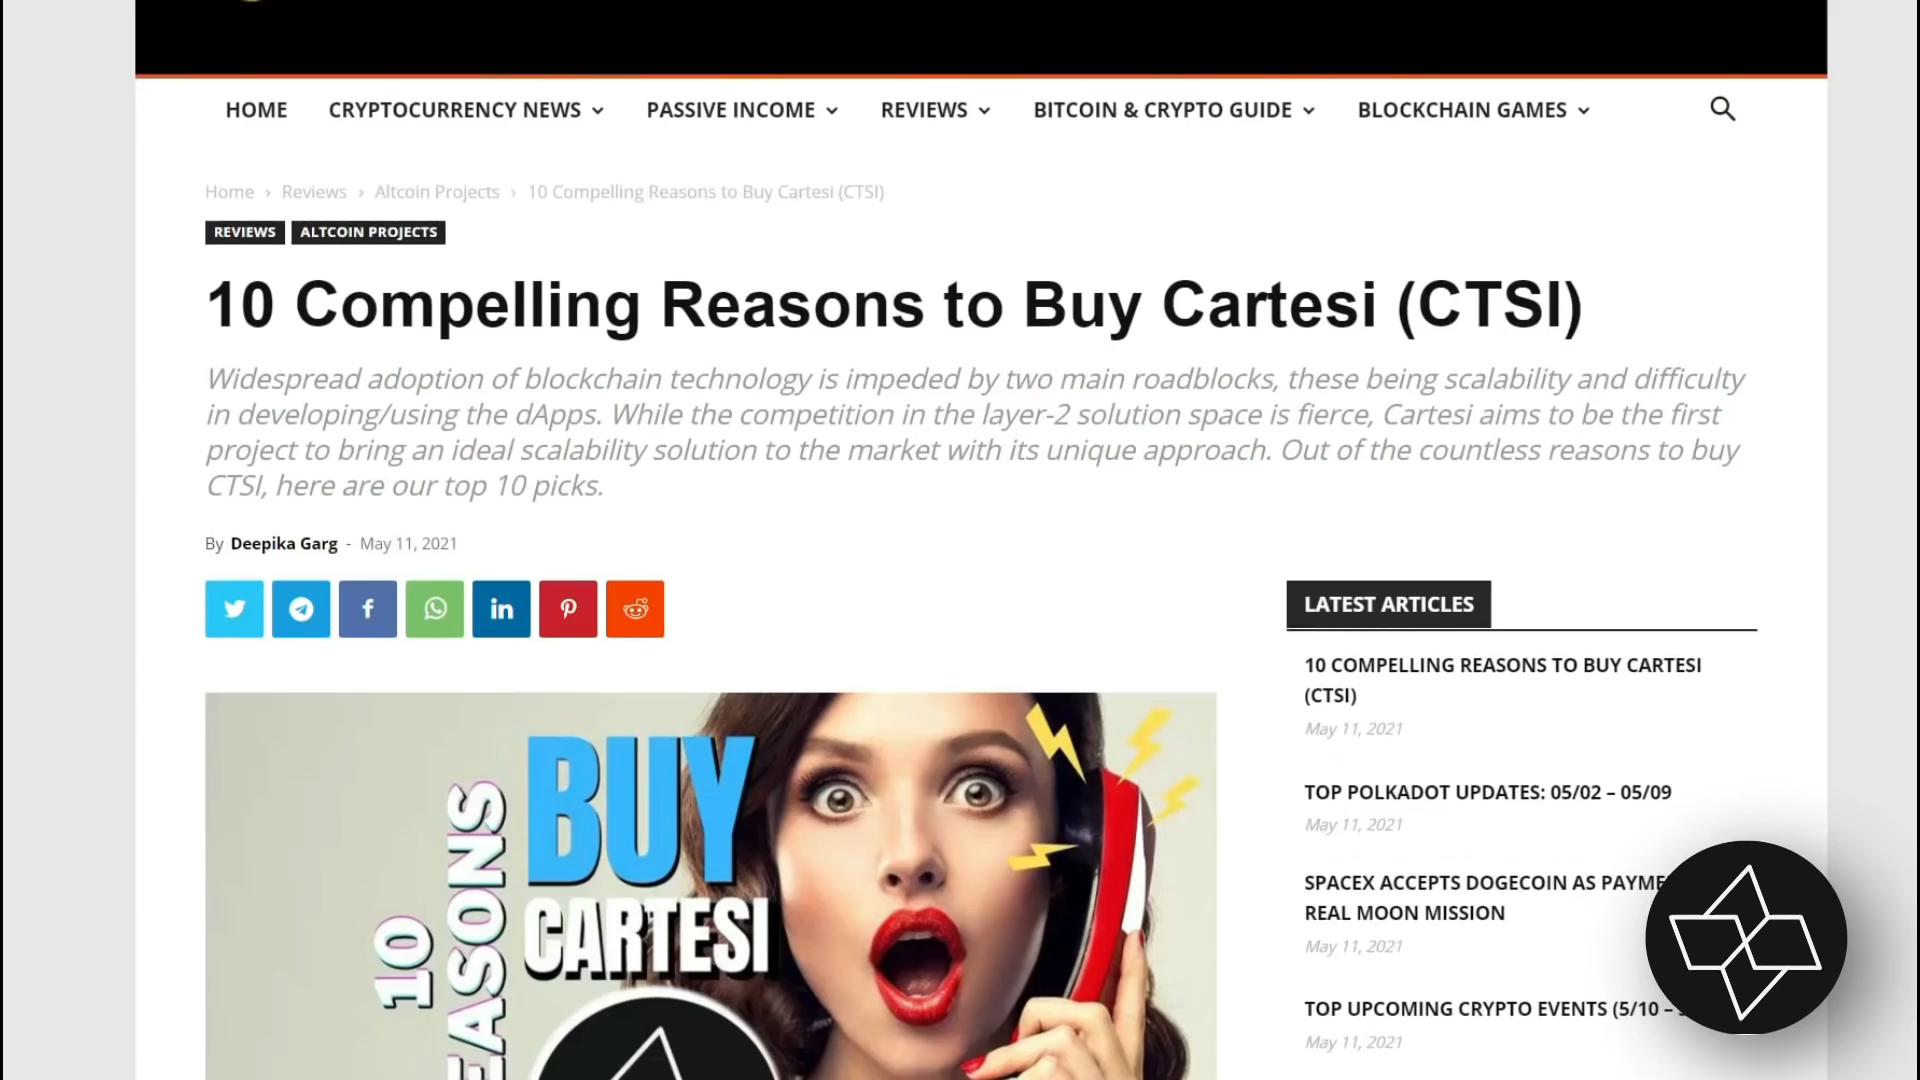 HOME CRYPTOCURRENCY NEWS PASSIVE INCOME REVIEWS BITCOIN & CRYPTO GUIDE BLOCKCHAIN GAMES
Home › Reviews › Altcoin Projects › 10 Compelling Reasons to Buy Cartesi (CTSI)
REVIEWS ALTCOIN PROJECTS
10 Compelling Reasons to Buy Cartesi (CTSI)
Widespread adoption of blockchain technology is impeded by two main roadblocks, these being scalability and difficulty
in developing/using the dApps. While the competition in the layer-2 solution space is fierce, Cartesi aims to be the first
project to bring an ideal scalability solution to the market with its unique approach. Out of the countless reasons to buy
CTSI, here are our top 10 picks.
By Deepika Garg - May 11, 2021
10
EASONS
BUY
CARTESI
LATEST ARTICLES
10 COMPELLING REASONS TO BUY CARTESI
(CTSI)
May 11, 2021
TOP POLKADOT UPDATES: 05/02 – 05/09
May 11, 2021
SPACEX ACCEPTS DOGECOIN AS
REAL MOON MISSION
May 11, 2021
TOP UPCOMING CRYPTO EVENTS (5/10 –
May 11, 2021